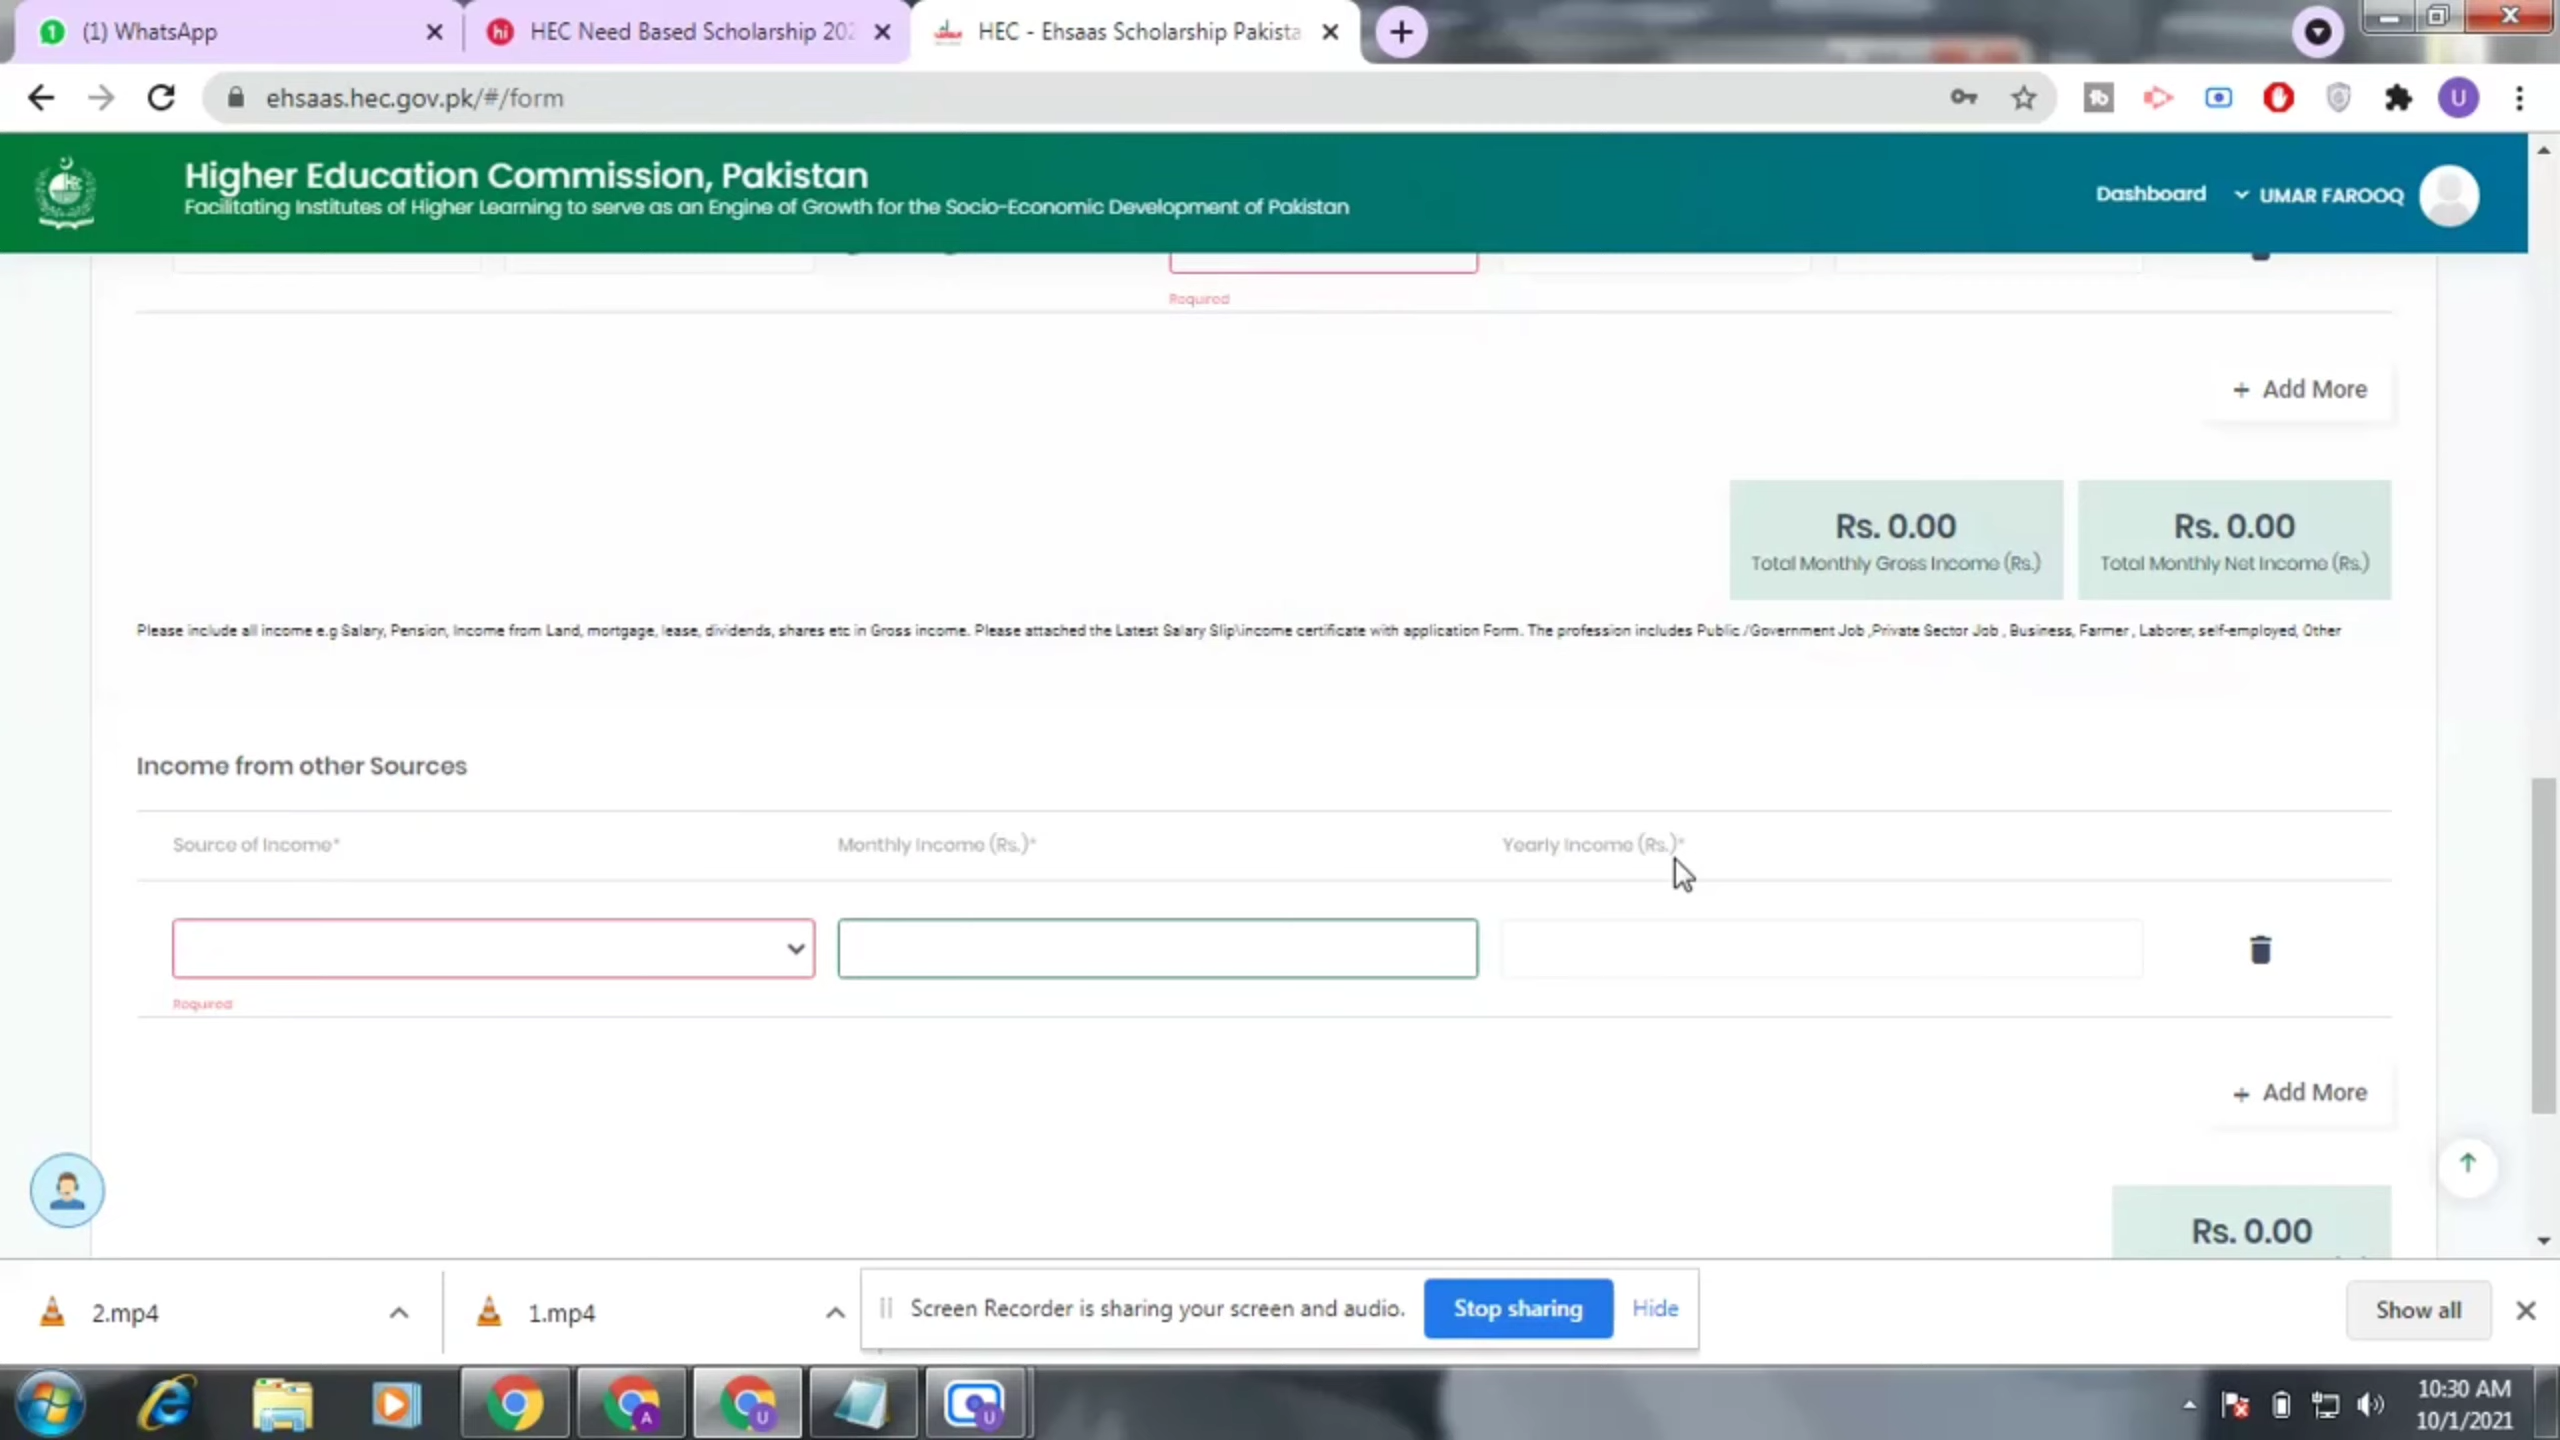 (1) WhatsApp
HEC Need Based Scholarship 202
HEC - Ehsaas Scholarship Pakista
ehsaas.hec.gov.pk/#/form
U
Higher Education Commission, Pakistan
Facilitating Institutes of Higher Learning to serve as an Engine of Growth for the Socio-Economic Development of Pakistan
Dashboard
UMAR FAROOQ
Required
+ Add More
Rs. 0.00
Total Monthly Gross Income (Rs.)
Rs. 0.00
Total Monthly Net Income (Rs.)
Please include all income e.g Salary, Pension, Income from Land, mortgage, lease, dividends, shares etc in Gross income. Please attached the Latest Salary Slip\income certificate with application Form. The profession includes Public /Government Job ,Private Sector Job , Business, Farmer , Laborer, self-employed, Other
Income from other Sources
Source of Income*
Monthly Income (Rs.)*
Yearly Income (Rs.)*
Required
+ Add More
Rs. 0.00
2.mp4
1.mp4
Screen Recorder is sharing your screen and audio.
Stop sharing
Hide
Show all
A
U
U
10:30 AM
10/1/2021